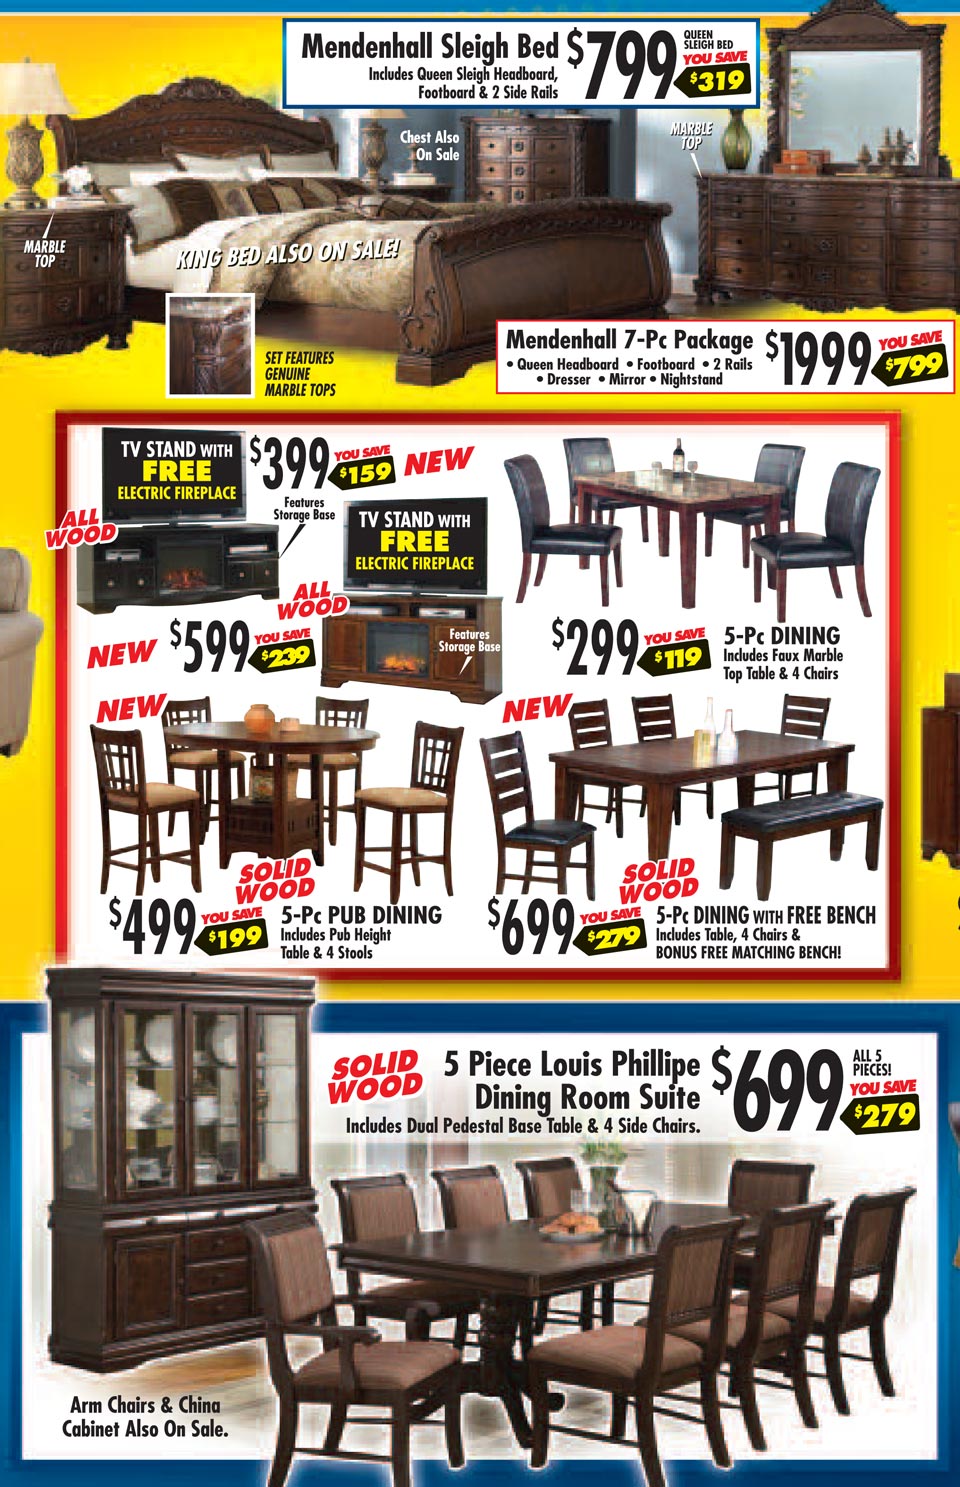 Mendenhall Sleigh Bed
Includes Queen Sleigh Headboard,
Footboard & 2 Side Rails
$799
QUEEN
SLEIGH BED
YOU SAVE
$319
Chest Also
On Sale
MARBLE
TOP
MARBLE
TOP
KING BED ALSO ON SALE!
SET FEATURES
GENUINE
MARBLE TOPS
Mendenhall 7-Pc Package
• Queen Headboard • Footboard • 2 Rails
• Dresser • Mirror • Nightstand
$1999
YOU SAVE
$799
TV STAND WITH
FREE
ELECTRIC FIREPLACE
$399
YOU SAVE
$159
NEW
Features
Storage Base
ALL
WOOD
TV STAND WITH
FREE
ELECTRIC FIREPLACE
ALL
WOOD
NEW
$599
YOU SAVE
$239
Features
Storage Base
$299
YOU SAVE
$119
5-Pc DINING
Includes Faux Marble
Top Table & 4 Chairs
NEW
SOLID
WOOD
$499
YOU SAVE
$199
5-Pc PUB DINING
Includes Pub Height
Table & 4 Stools
NEW
SOLID
WOOD
$699
YOU SAVE
$279
5-Pc DINING WITH FREE BENCH
Includes Table, 4 Chairs &
BONUS FREE MATCHING BENCH!
SOLID
WOOD
5 Piece Louis Phillipe
Dining Room Suite
Includes Dual Pedestal Base Table & 4 Side Chairs.
$699
ALL 5
PIECES!
YOU SAVE
$279
Arm Chairs & China
Cabinet Also On Sale.